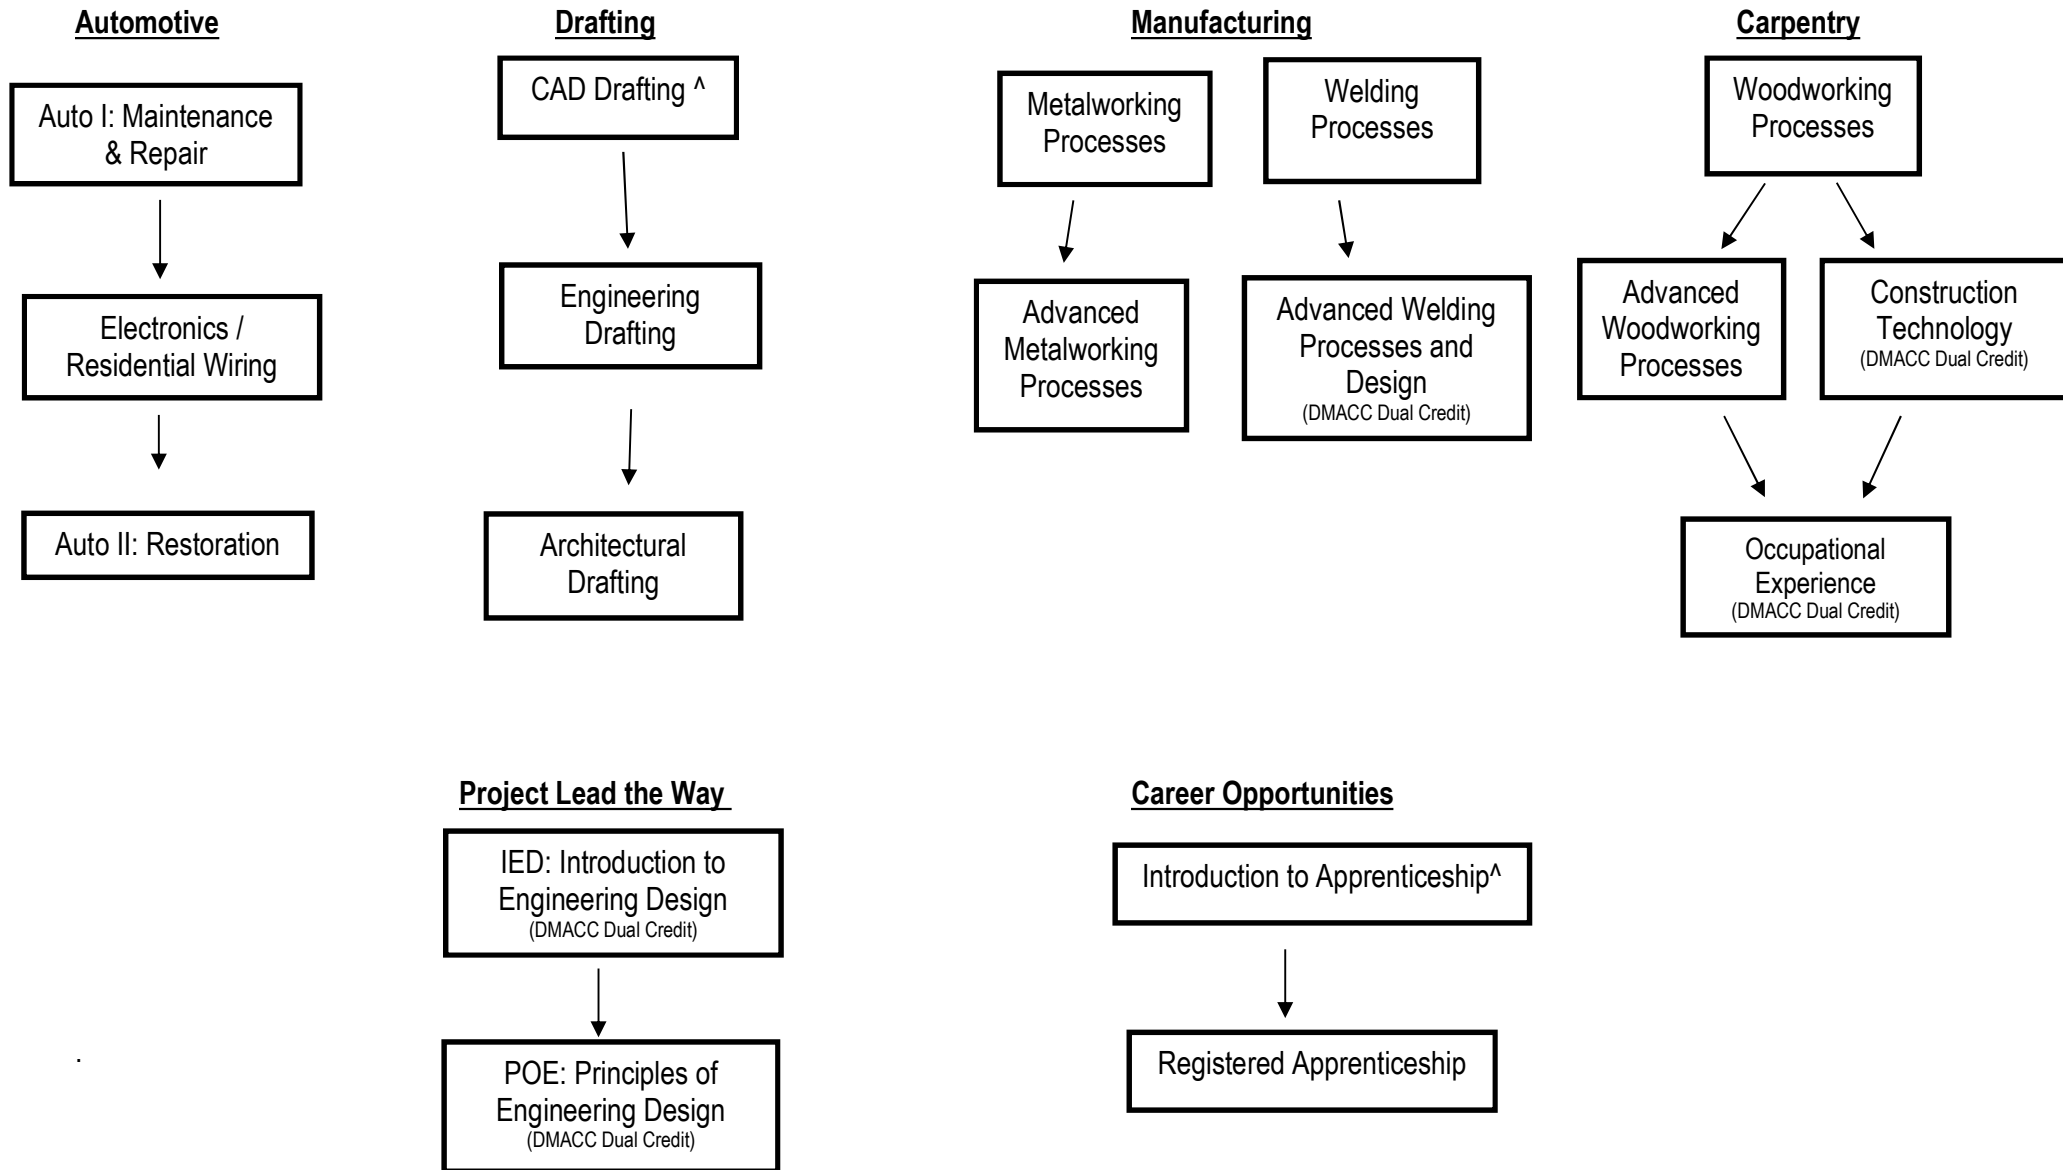 Automotive
Auto I: Maintenance
& Repair
Electronics /
Residential Wiring
Auto II: Restoration
Drafting
CAD Drafting ^
Engineering
Drafting
Architectural
Drafting
Manufacturing
Metalworking
Processes
Advanced
Metalworking
Processes
Welding
Processes
Advanced Welding
Processes and
Design
(DMACC Dual Credit)
Carpentry
Woodworking
Processes
Advanced
Woodworking
Processes
Construction
Technology
(DMACC Dual Credit)
Occupational
Experience
(DMACC Dual Credit)
Project Lead the Way
IED: Introduction to
Engineering Design
(DMACC Dual Credit)
POE: Principles of
Engineering Design
(DMACC Dual Credit)
Career Opportunities
Introduction to Apprenticeship^
Registered Apprenticeship
.